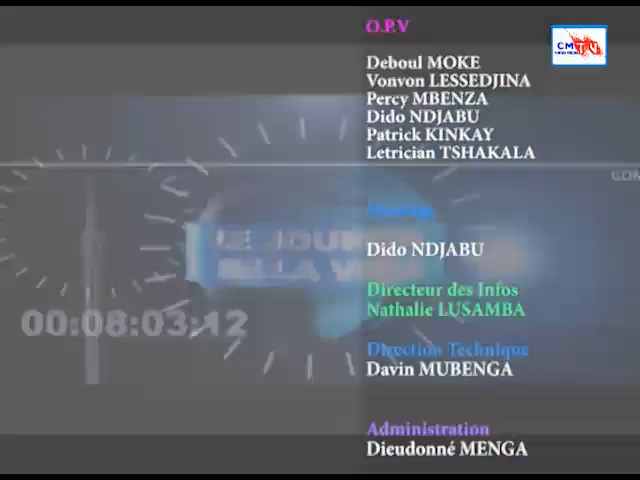 O.P.V
Deboul MOKE
Vonvon LESSEDJINA
Percy MBENZA
Dido NDJABU
Patrick KINKAY
Letrician TSHAKALA
Dido NDJABU
Directeur des Infos
Nathalie LUSAMBA
Direction Technique
Davin MUBENGA
Administration
Dieudonné MENGA
00:08:03:12